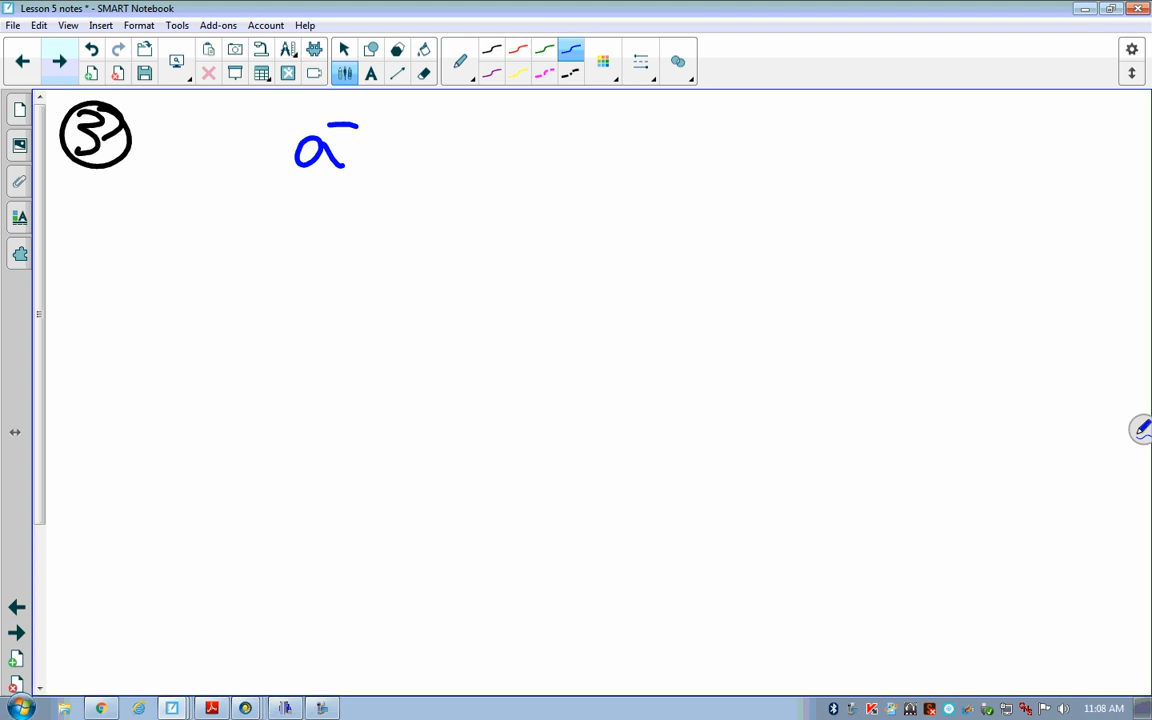 Lesson 5 notes * - SMART Notebook
File Edit View Insert Format Tools Add-ons Account Help
3 a⁻
11:08 AM